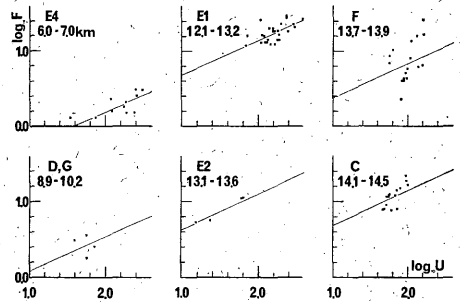 log F
E4
6.0 - 7.0km
E1
12.1 - 13.2
F
13.7 - 13.9
1.0
0.0
D,G
8.9 - 10.2
E2
13.1 - 13.6
C
14.1 - 14.5
1.0
0.0
log U
1.0 2.0 1.0 2.0 1.0 2.0